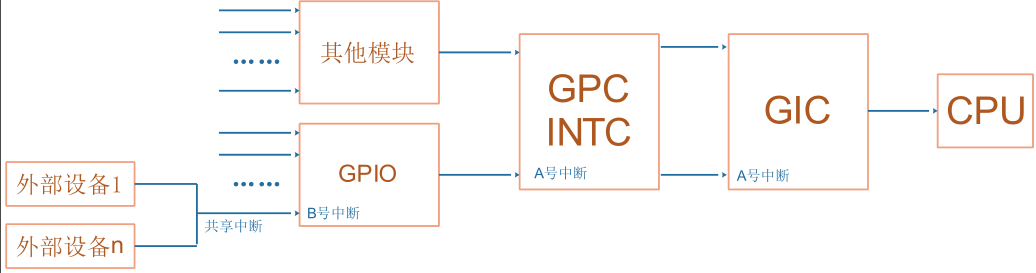 其他模块
GPC
INTC
A号中断
GIC
A号中断
CPU
GPIO
B号中断
外部设备1
外部设备n
共享中断